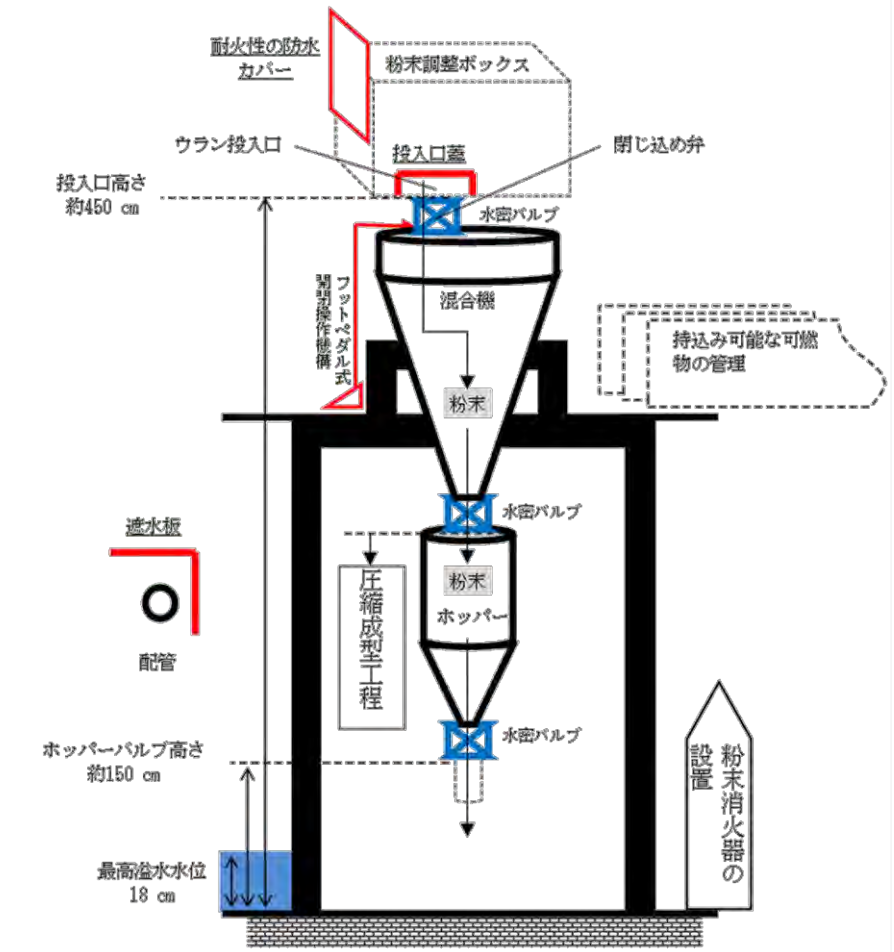 耐火性の防水
カバー
粉末調整ボックス
ウラン投入口
投入口蓋
閉じ込め弁
投入口高さ
約450 cm
水密バルブ
フットペダル式
開閉操作機構
混合機
持込み可能な可燃
物の管理
粉末
水密バルブ
遮水板
圧縮成型工程
粉末
ホッパー
配管
水密バルブ
ホッパーバルブ高さ
約150 cm
粉末消火器の
設置
最高溢水水位
18 cm